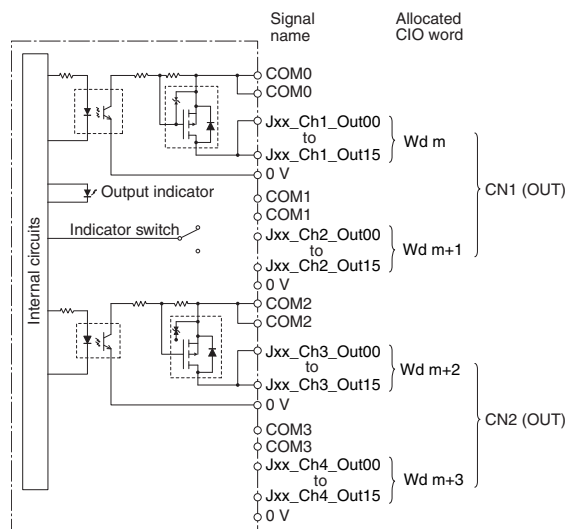 Signal
name
Allocated
CIO word
COM0
COM0
Jxx_Ch1_Out00
to
Jxx_Ch1_Out15
Wd m
0 V
Output indicator
COM1
COM1
CN1 (OUT)
Indicator switch
Jxx_Ch2_Out00
to
Jxx_Ch2_Out15
Wd m+1
0 V
Internal circuits
COM2
COM2
Jxx_Ch3_Out00
to
Jxx_Ch3_Out15
Wd m+2
0 V
CN2 (OUT)
COM3
COM3
Jxx_Ch4_Out00
to
Jxx_Ch4_Out15
Wd m+3
0 V